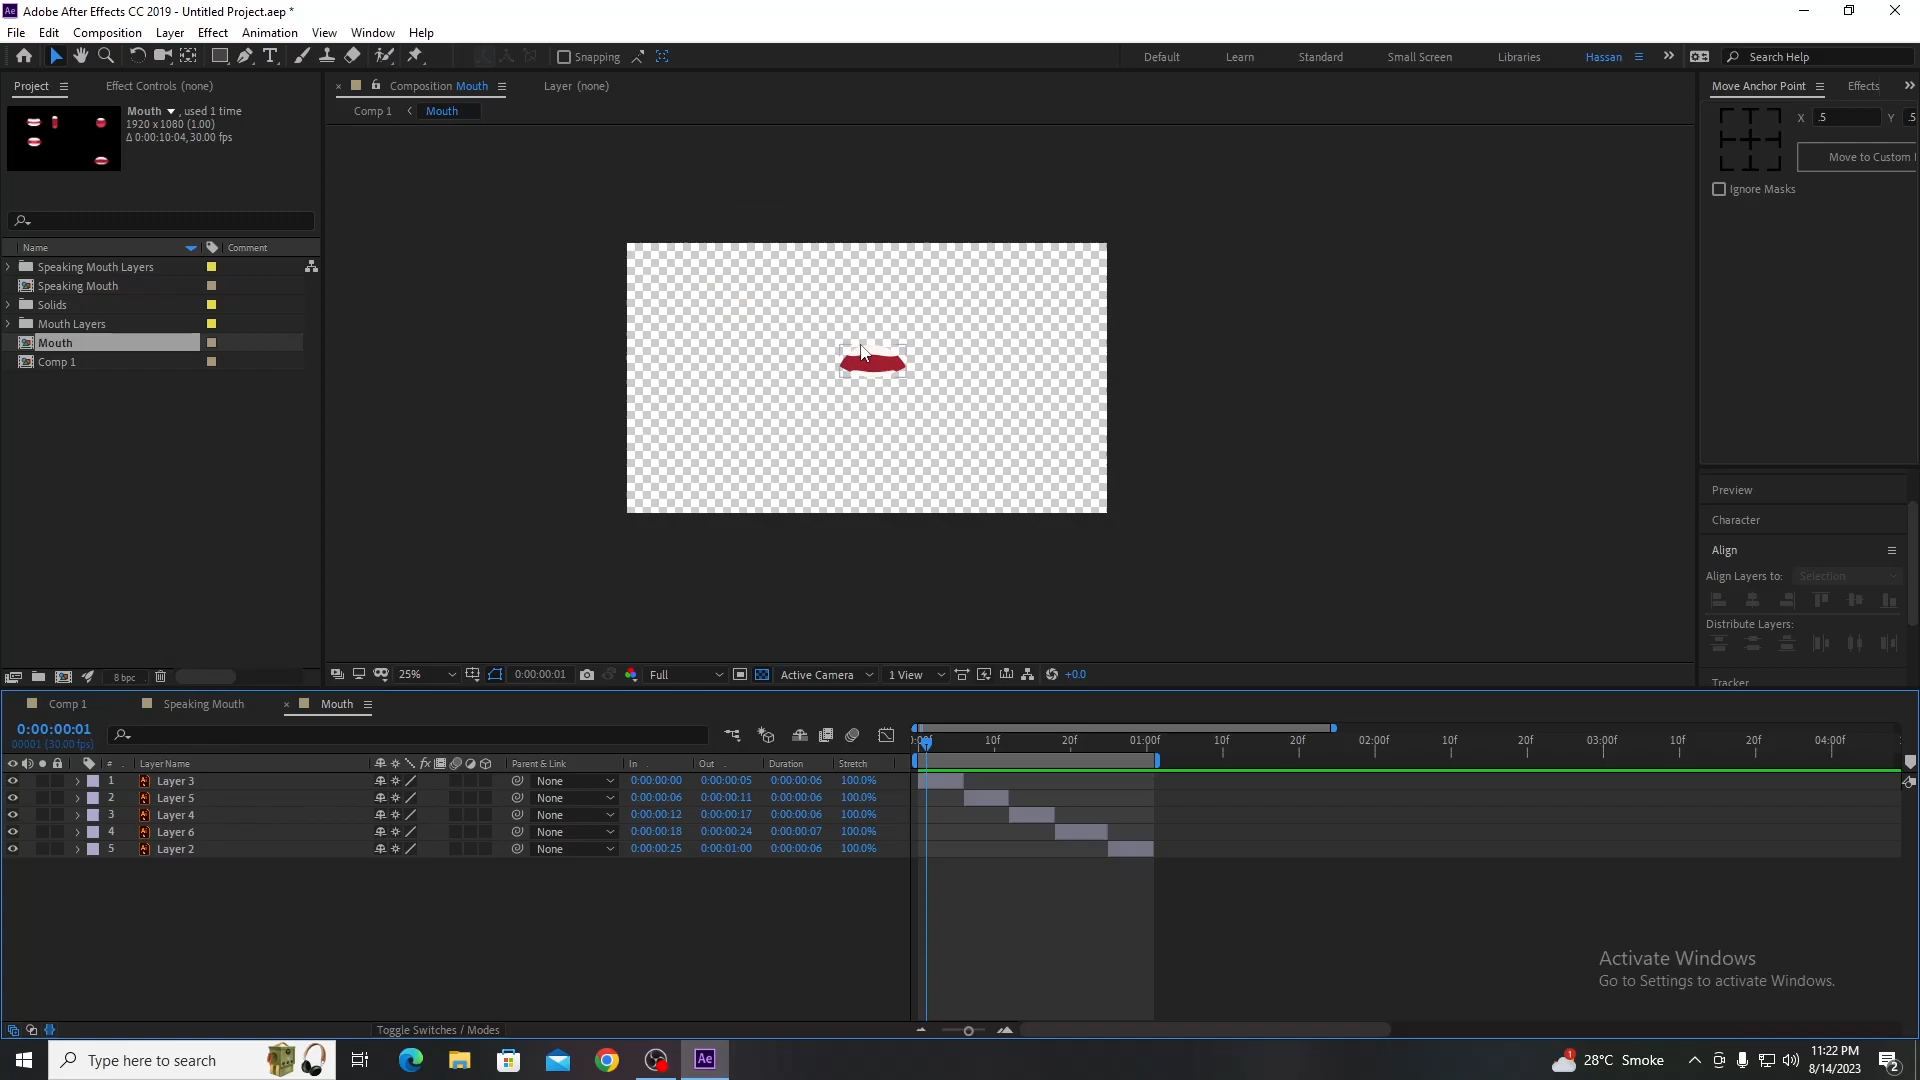 Adobe After Effects CC 2019 - Untitled Project.aep *
File Edit Composition Layer Effect Animation View Window Help
Snapping
Default Learn Standard Small Screen Libraries Hassan Search Help
Project Effect Controls (none)
Composition Mouth Layer (none)
Move Anchor Point Effects
Mouth , used 1 time
1920 x 1080 (1.00)
Δ 0:00:10:04, 30.00 fps
Comp 1 Mouth
X .5 Y .5
Move to Custom
Ignore Masks
Name Comment
Speaking Mouth Layers
Speaking Mouth
Solids
Mouth Layers
Mouth
Comp 1
Preview
Character
Align
Align Layers to: Selection
Distribute Layers:
Tracker
8 bpc
25% 0:00:00:01 Full Active Camera 1 View +0.0
Comp 1 Speaking Mouth Mouth
0:00:00:01
00001 (30.00 fps)
:00f 10f 20f 01:00f 10f 20f 02:00f 10f 20f 03:00f 10f 20f 04:00f
# Layer Name Parent & Link In Out Duration Stretch
1 Layer 3 None 0:00:00:00 0:00:00:05 0:00:00:06 100.0%
2 Layer 5 None 0:00:00:06 0:00:00:11 0:00:00:06 100.0%
3 Layer 4 None 0:00:00:12 0:00:00:17 0:00:00:06 100.0%
4 Layer 6 None 0:00:00:18 0:00:00:24 0:00:00:07 100.0%
5 Layer 2 None 0:00:00:25 0:00:01:00 0:00:00:06 100.0%
Activate Windows
Go to Settings to activate Windows.
Toggle Switches / Modes
Type here to search
28°C Smoke
11:22 PM
8/14/2023